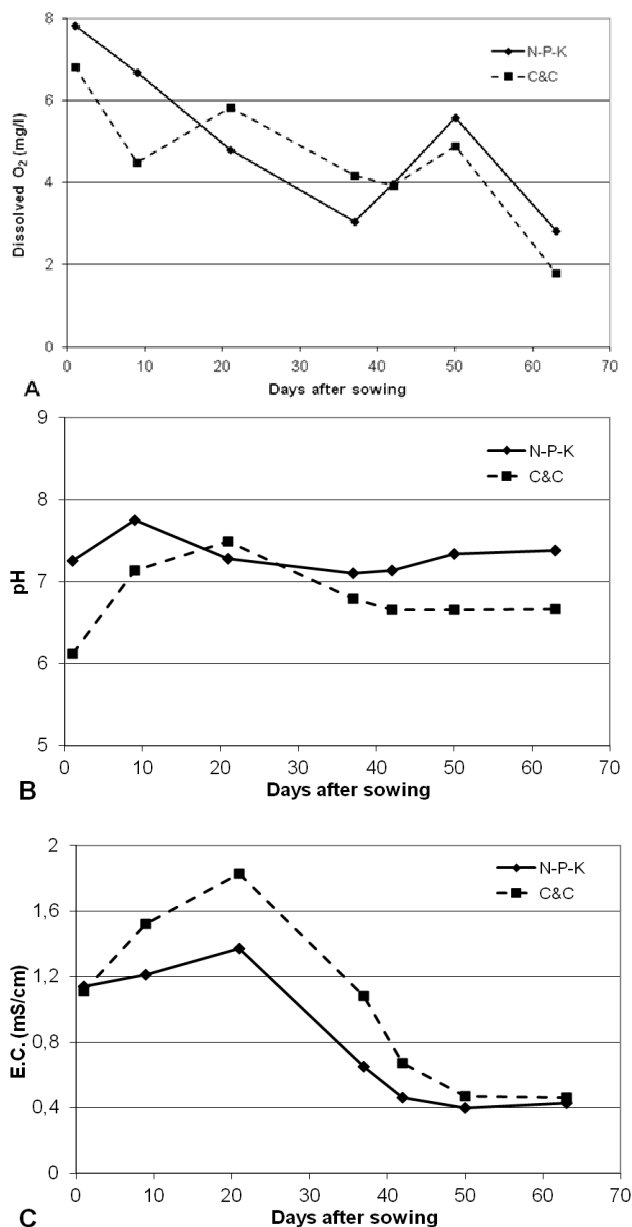 8
6
4
2
0
Dissolved O2 (mg/l)
N-P-K
C&C
0 10 20 30 40 50 60 70
Days after sowing
A
9
8
7
6
5
pH
N-P-K
C&C
0 10 20 30 40 50 60 70
Days after sowing
B
2
1,6
1,2
0,8
0,4
0
E.C. (mS/cm)
N-P-K
C&C
0 10 20 30 40 50 60 70
Days after sowing
C